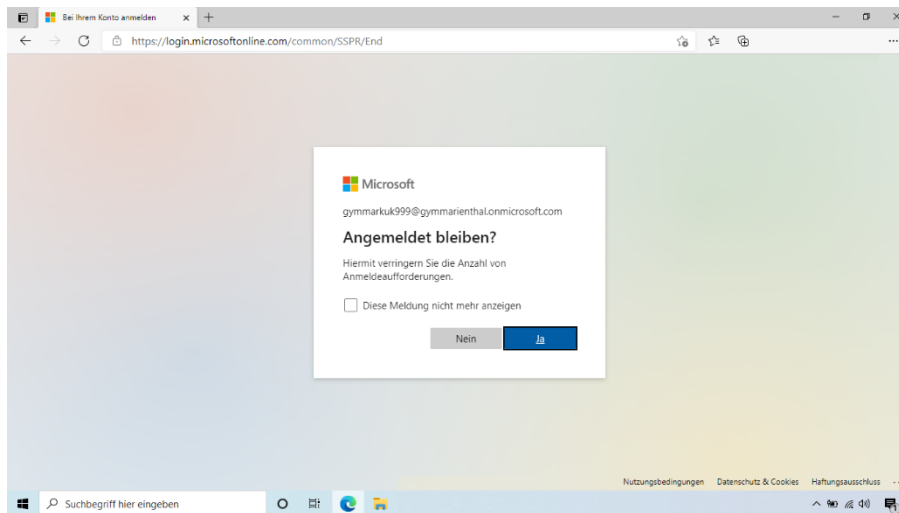 Bei Ihrem Konto anmelden
https://login.microsoftonline.com/common/SSPR/End
Microsoft
gymmarkuk999@gymmarienthal.onmicrosoft.com
Angemeldet bleiben?
Hiermit verringern Sie die Anzahl von
Anmeldeaufforderungen.
Diese Meldung nicht mehr anzeigen
Nein Ja
Nutzungsbedingungen Datenschutz & Cookies Haftungsausschluss
Suchbegriff hier eingeben